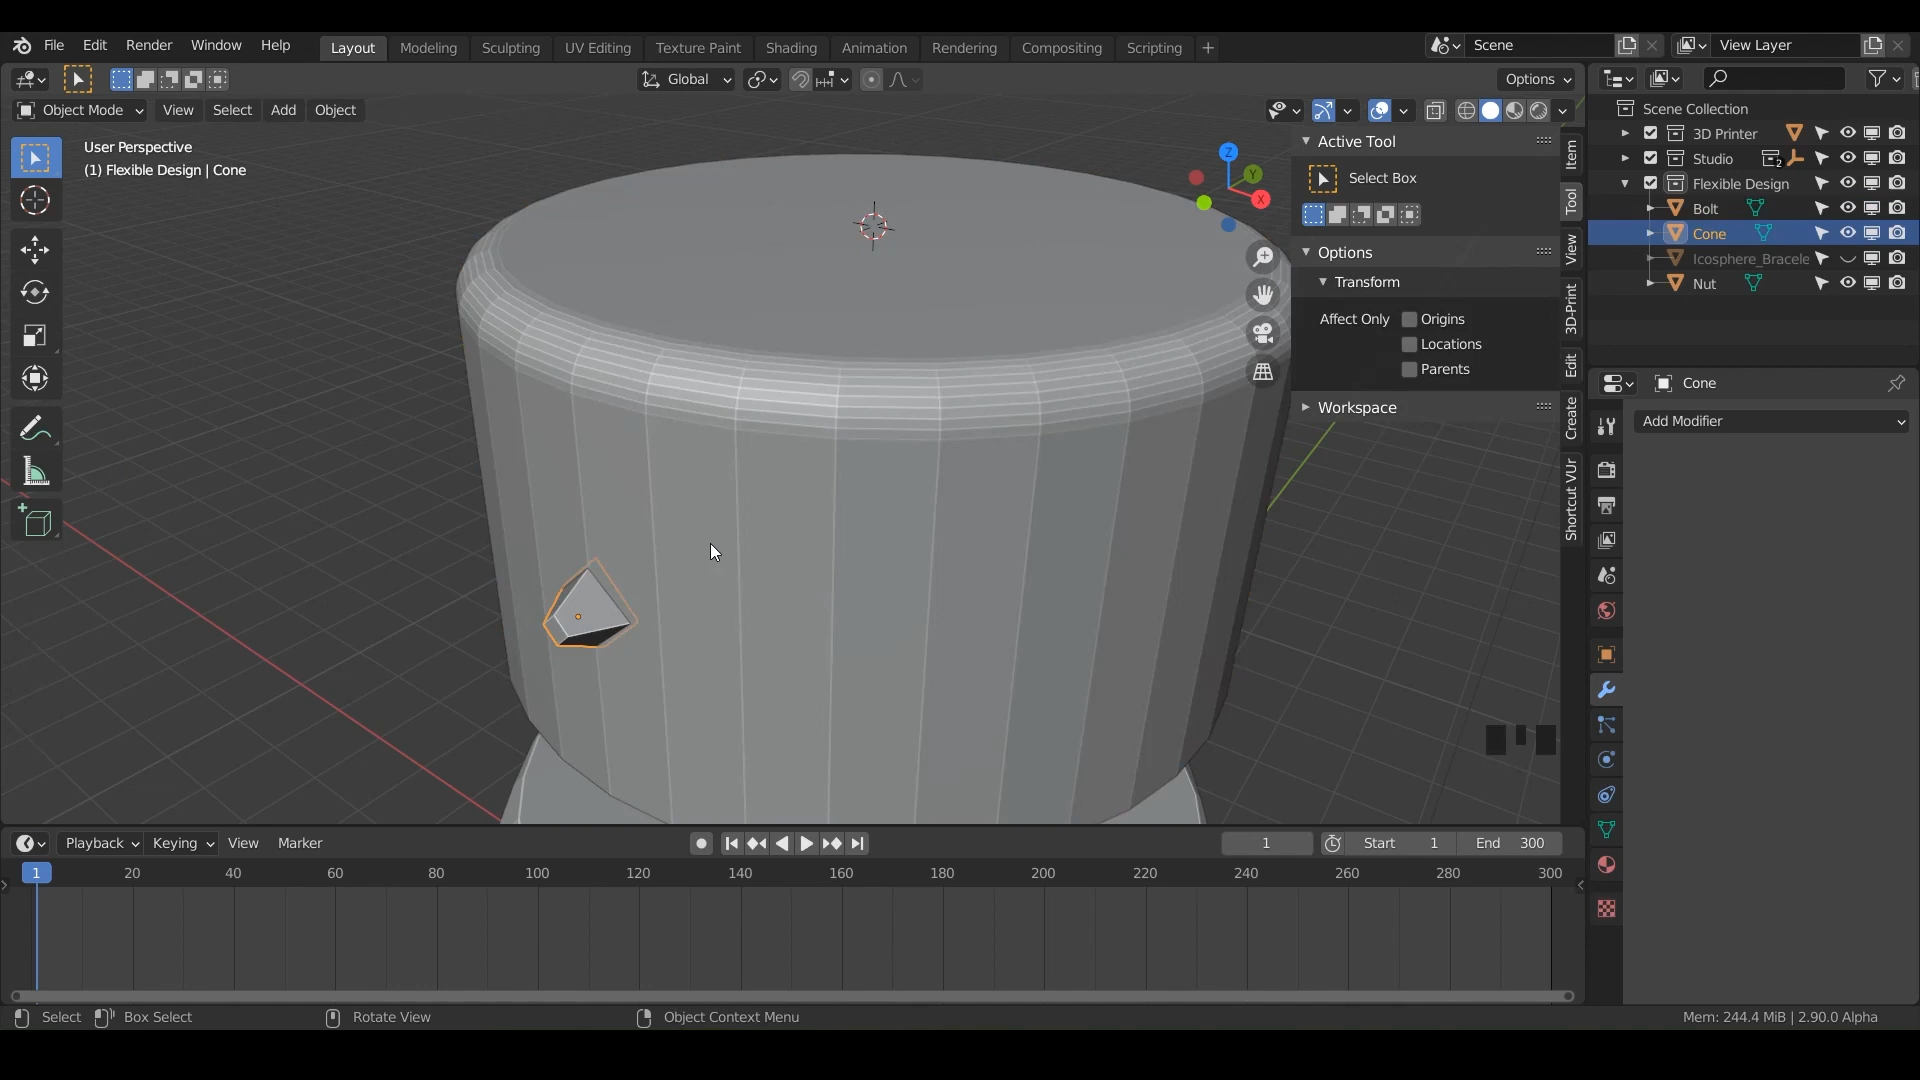 File Edit Render Window Help Layout Modeling Sculpting UV Editing Texture Paint Shading Animation Rendering Compositing Scripting + Scene View Layer
Global Options
Object Mode View Select Add Object
User Perspective
(1) Flexible Design | Cone
Z
Y
X
Active Tool
Select Box
Options
Transform
Affect Only Origins
Locations
Parents
Workspace
Item
Tool
View
3D-Print
Edit
Create
Shortcut VUr
Scene Collection
3D Printer
Studio 2
Flexible Design
Bolt
Cone
Icosphere_Bracele
Nut
Cone
Add Modifier
Playback Keying View Marker 1 Start 1 End 300
1 20 40 60 80 100 120 140 160 180 200 220 240 260 280 300
Select Box Select Rotate View Object Context Menu Mem: 244.4 MiB | 2.90.0 Alpha